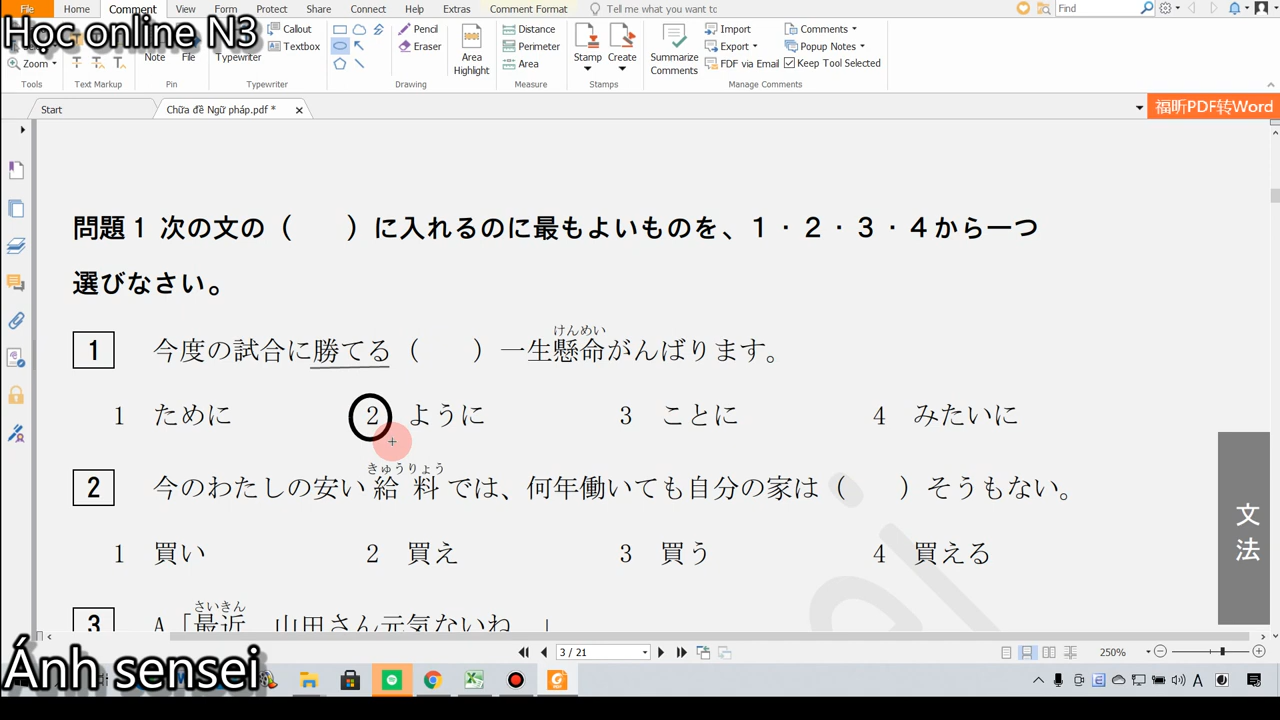 File Home Comment View Form Protect Share Connect Help Extras Comment Format Tell me what you want to Find
Học online N3
Callout Pencil Distance Import Comments
Textbox Eraser Perimeter Export Popup Notes
Zoom Note File Typewriter Area Highlight Area Stamp Create Summarize Comments FDF via Email Keep Tool Selected
Tools Text Markup Typewriter Drawing Measure Stamps Manage Comments
Start Chữa đề Ngữ pháp.pdf * 福昕PDF转Word
問題1 次の文の( )に入れるのに最もよいものを、1・2・3・4から一つ
選びなさい。
けんめい
1 今度の試合に勝てる( )一生懸命がんばります。
1 ために 2 ように 3 ことに 4 みたいに
きゅうりょう
2 今のわたしの安い給料では、何年働いても自分の家は( )そうもない。
1 買い 2 買え 3 買う 4 買える
文法
さいきん
3 A「最近、山田さん元気ないね。」
3 / 21 250%
Ánh sensei